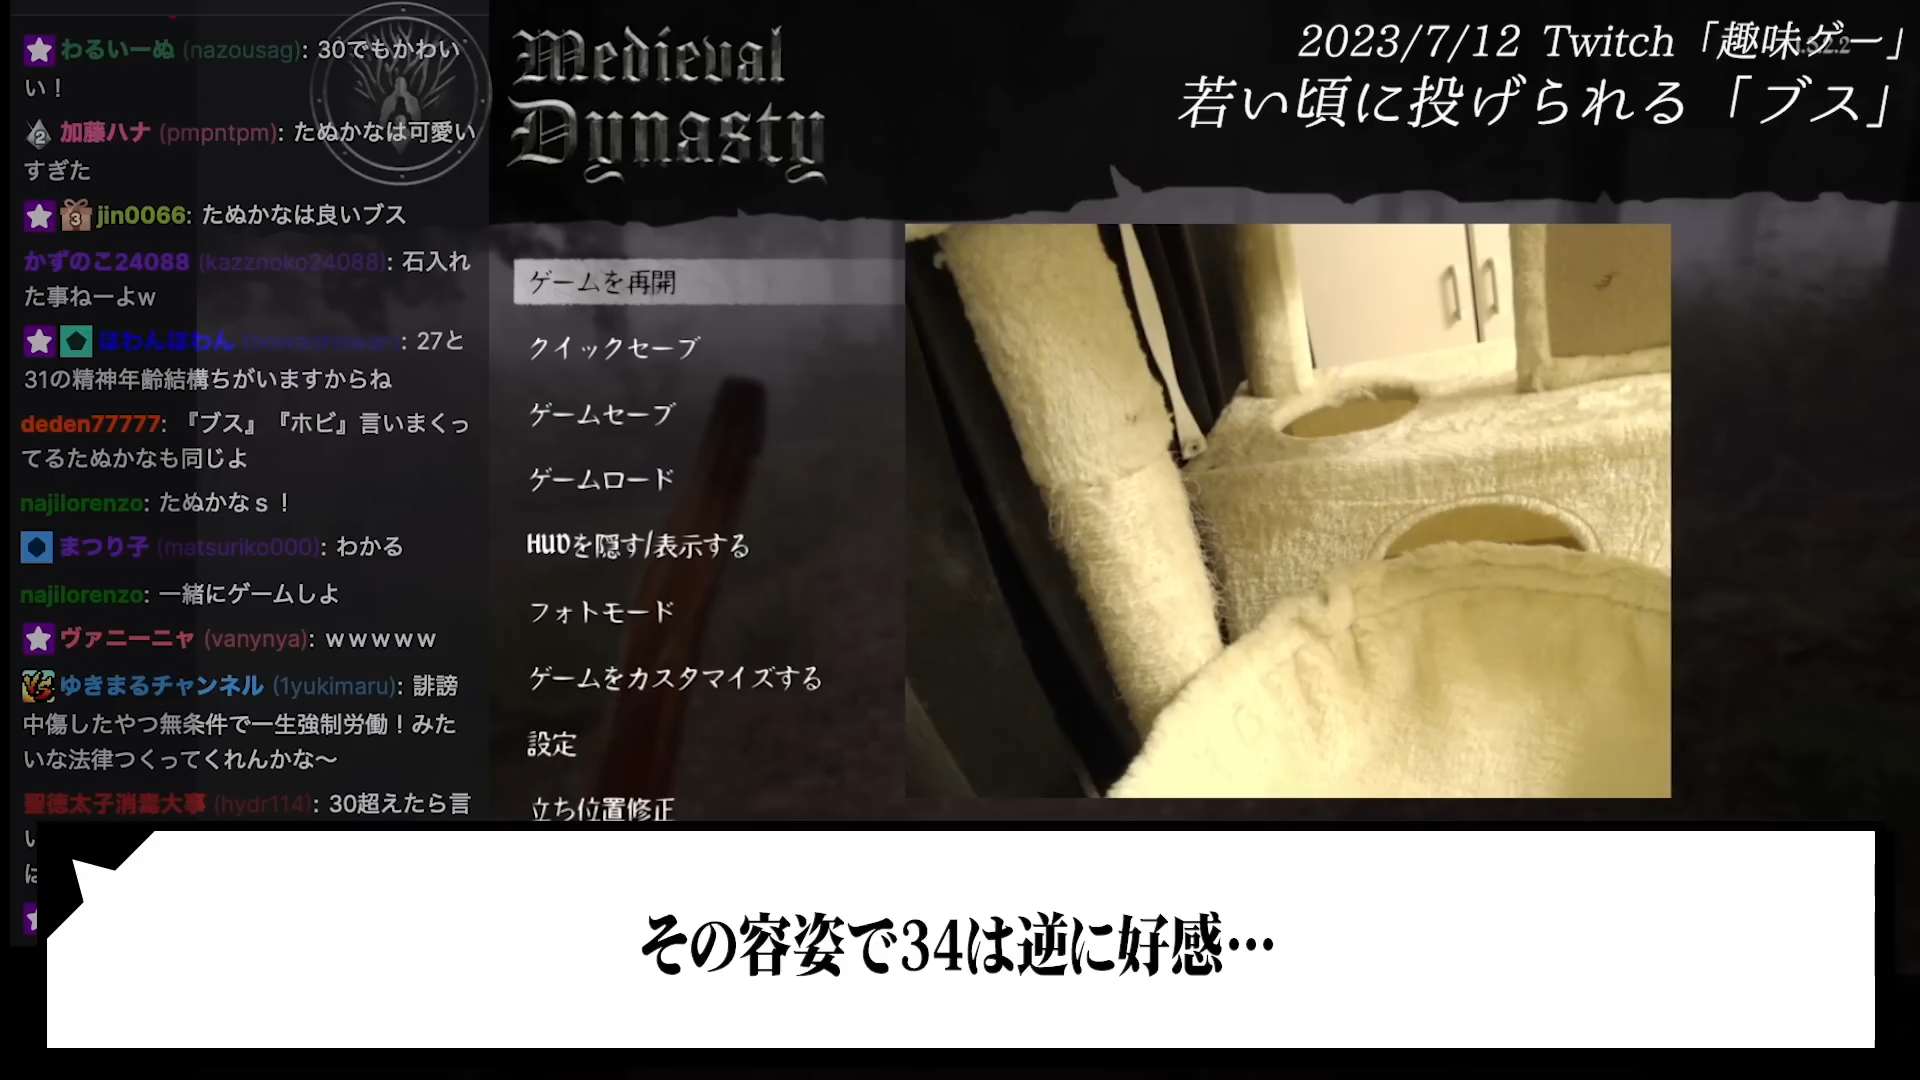 わるいーぬ (nazousag): 30でもかわい
い！
加藤ハナ (pmpntpm): たぬかなは可愛い
すぎた
jin0066: たぬかなは良いブス
かずのこ24088 (kazznoko24088): 石入れ
た事ねーよw
ほわんほわん (howanhowan): 27と
31の精神年齢結構ちがいますからね
deden77777: 『ブス』『ホビ』言いまくっ
てるたぬかなも同じよ
najilorenzo: たぬかなｓ！
まつり子 (matsuriko000): わかる
najilorenzo: 一緒にゲームしよ
ヴァニーニャ (vanynya): ｗｗｗｗｗ
ゆきまるチャンネル (1yukimaru): 誹謗
中傷したやつ無条件で一生強制労働！みた
いな法律つくってくれんかな〜
聖徳太子消毒大事 (hydr114): 30超えたら言
Medieval
Dynasty
ゲームを再開
クイックセーブ
ゲームセーブ
ゲームロード
HUDを隠す/表示する
フォトモード
ゲームをカスタマイズする
設定
立ち位置修正
2023/7/12 Twitch「趣味ゲー」
若い頃に投げられる「ブス」
その容姿で34は逆に好感…